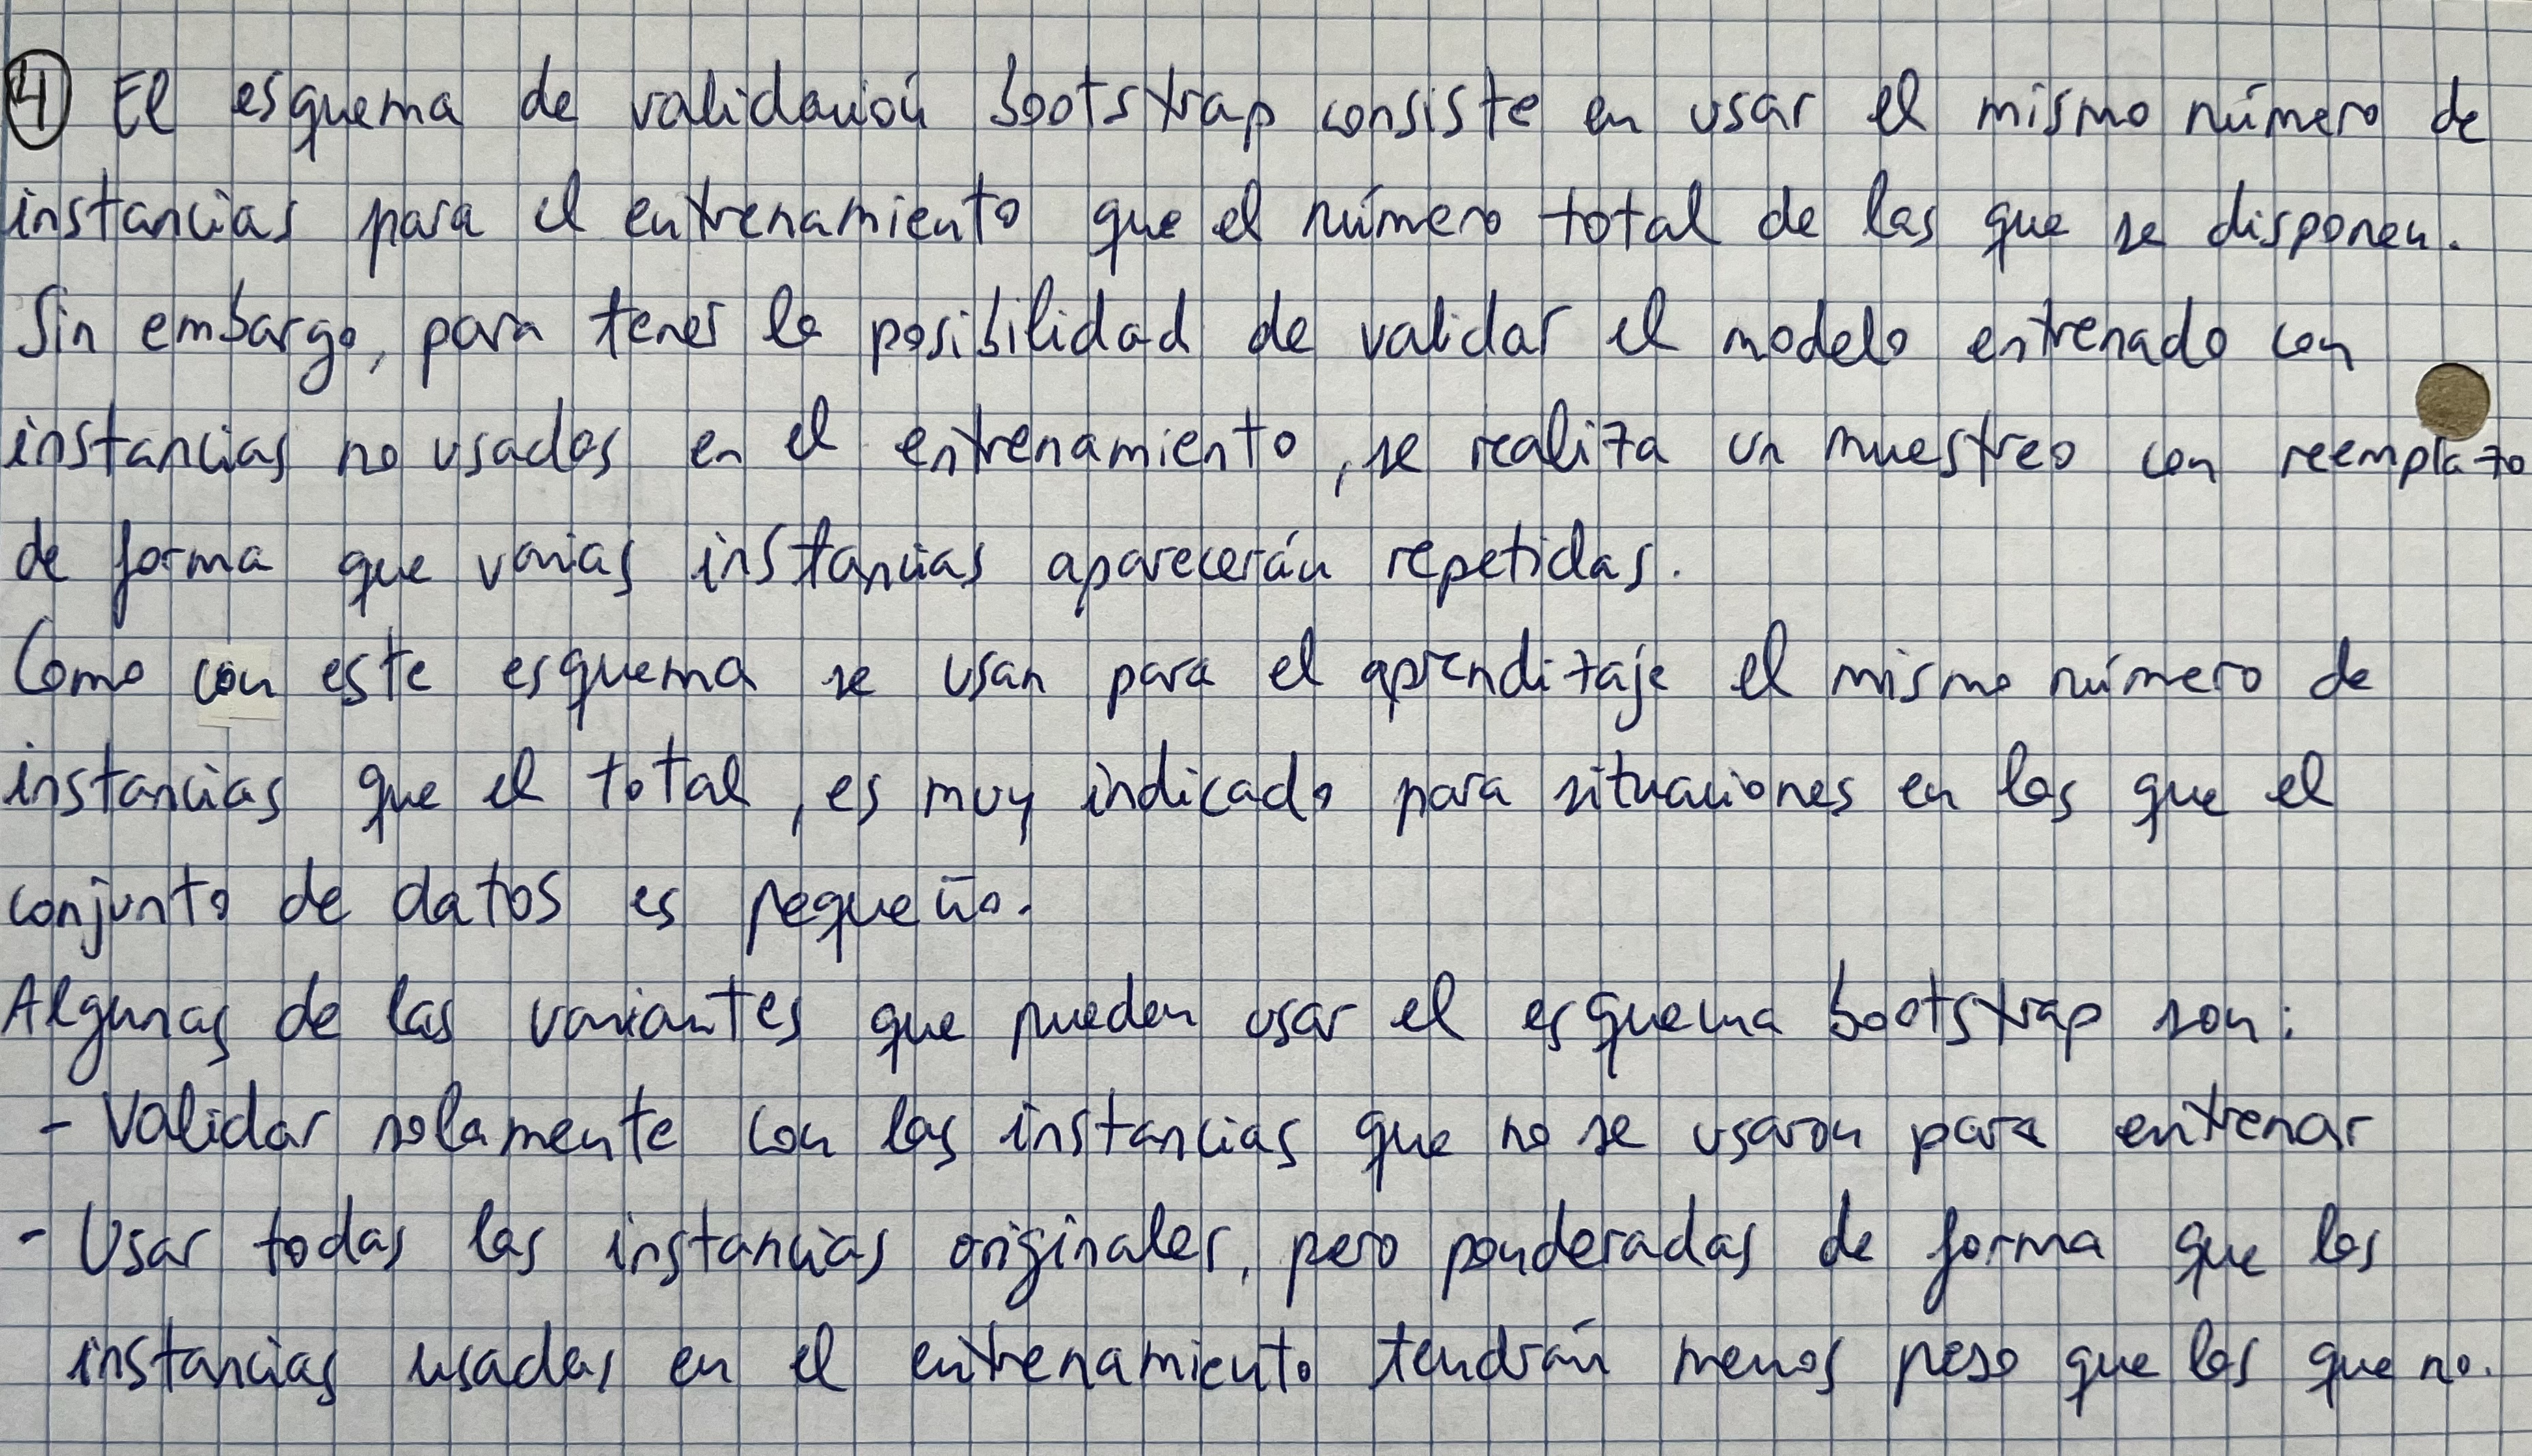 ④ El esquema de validación bootstrap consiste en usar el mismo número de
instancias para el entrenamiento que el número total de las que se disponen.
Sin embargo, para tener la posibilidad de validar el modelo entrenado con
instancias no usadas en el entrenamiento, se realiza un muestreo con reemplazo
de forma que varias instancias aparecerán repetidas.
Como con este esquema se usan para el aprendizaje el mismo número de
instancias que el total, es muy indicado para situaciones en las que el
conjunto de datos es pequeño.
Algunas de las variantes que pueden usar el esquema bootstrap son:
- Validar solamente con las instancias que no se usaron para entrenar
- Usar todas las instancias originales, pero ponderadas de forma que las
instancias usadas en el entrenamiento tendrán menos peso que las que no.